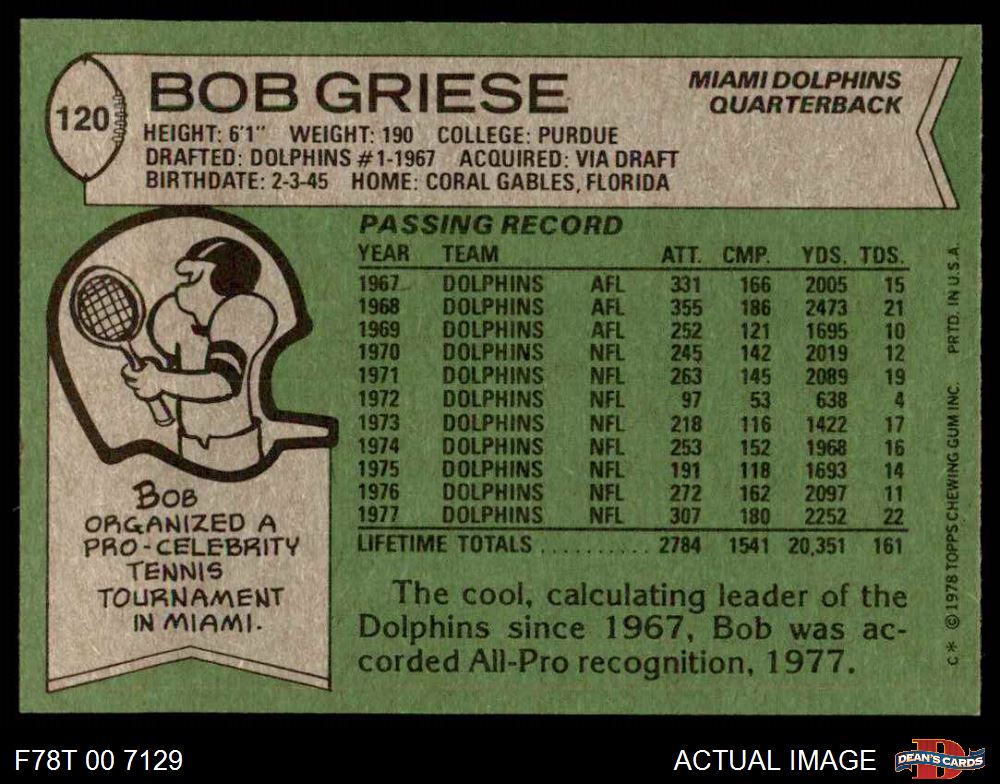 120
BOB GRIESE
MIAMI DOLPHINS
QUARTERBACK
HEIGHT: 6'1" WEIGHT: 190 COLLEGE: PURDUE
DRAFTED: DOLPHINS #1-1967 ACQUIRED: VIA DRAFT
BIRTHDATE: 2-3-45 HOME: CORAL GABLES, FLORIDA
PASSING RECORD
YEAR TEAM ATT. CMP. YDS. TDS.
1967 DOLPHINS AFL 331 166 2005 15
1968 DOLPHINS AFL 355 186 2473 21
1969 DOLPHINS AFL 252 121 1695 10
1970 DOLPHINS NFL 245 142 2019 12
1971 DOLPHINS NFL 263 145 2089 19
1972 DOLPHINS NFL 97 53 638 4
1973 DOLPHINS NFL 218 116 1422 17
1974 DOLPHINS NFL 253 152 1968 16
1975 DOLPHINS NFL 191 118 1693 14
1976 DOLPHINS NFL 272 162 2097 11
1977 DOLPHINS NFL 307 180 2252 22
LIFETIME TOTALS .......... 2784 1541 20,351 161
The cool, calculating leader of the
Dolphins since 1967, Bob was ac-
corded All-Pro recognition, 1977.
BOB
ORGANIZED A
PRO-CELEBRITY
TENNIS
TOURNAMENT
IN MIAMI.
C* © 1978 TOPPS CHEWING GUM INC. PRTD. IN U.S.A.
F78T 00 7129
ACTUAL IMAGE
DEAN'S CARDS